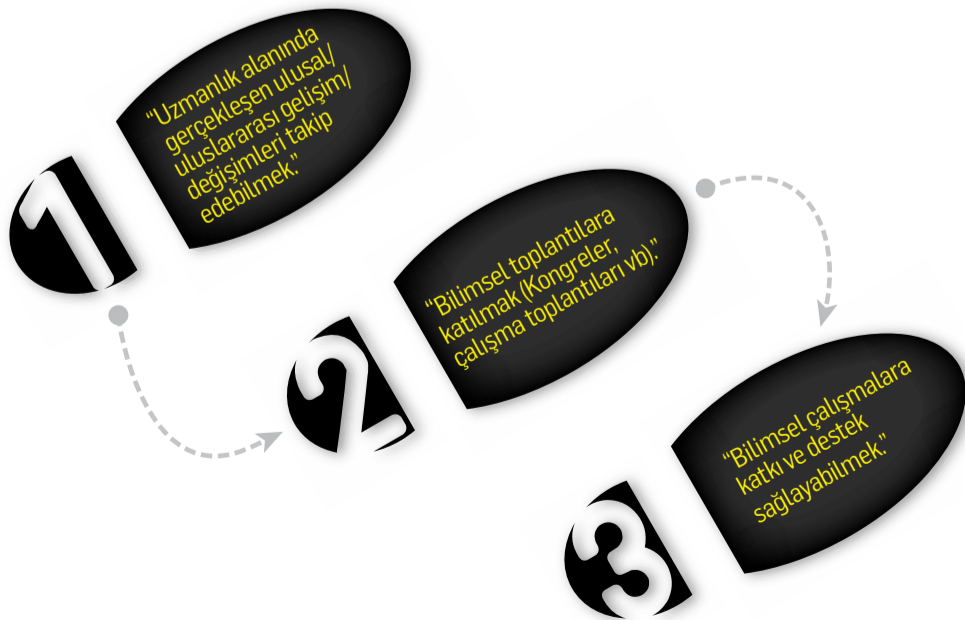 1
“Uzmanlık alanında
gerçekleşen ulusal/
uluslararası gelişim/
değişimleri takip
edebilmek.”
2
“Bilimsel toplantılara
katılmak (Kongreler,
çalışma toplantıları vb).”
3
“Bilimsel çalışmalara
katkı ve destek
sağlayabilmek.”